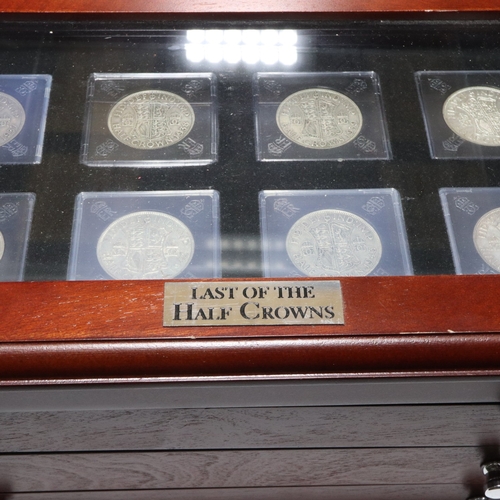 LAST OF THE
HALF CROWNS